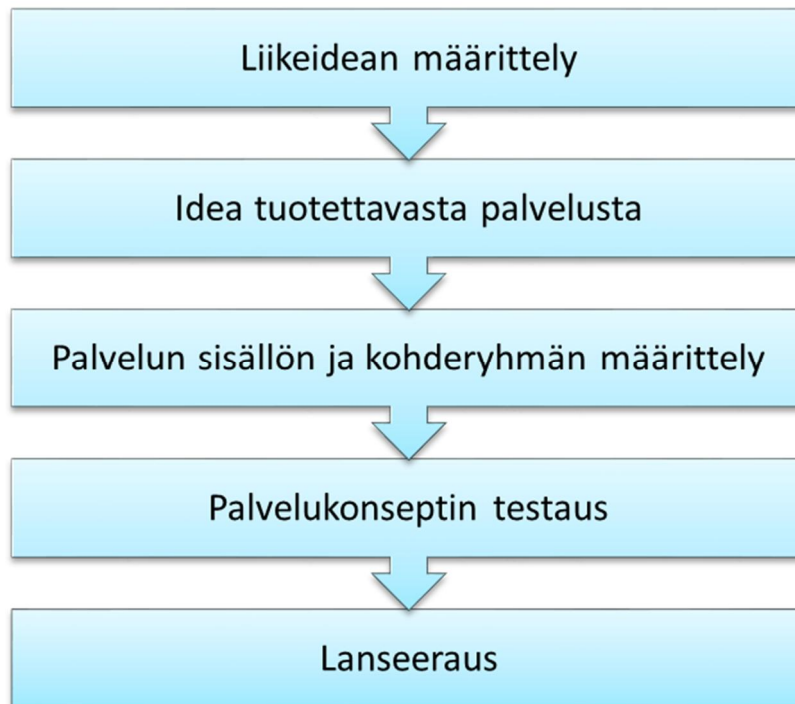 Liikeidean määrittely
Idea tuotettavasta palvelusta
Palvelun sisällön ja kohderyhmän määrittely
Palvelukonseptin testaus
Lanseeraus